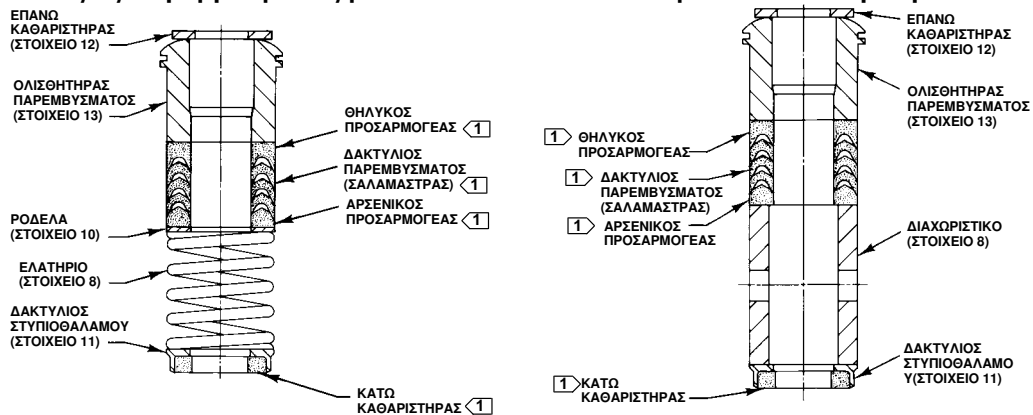 ΕΠΑΝΩ
ΚΑΘΑΡΙΣΤΗΡΑΣ
(ΣΤΟΙΧΕΙΟ 12)
ΟΛΙΣΘΗΤΗΡΑΣ
ΠΑΡΕΜΒΥΣΜΑΤΟΣ
(ΣΤΟΙΧΕΙΟ 13)
ΘΗΛΥΚΟΣ
ΠΡΟΣΑΡΜΟΓΕΑΣ 1
ΔΑΚΤΥΛΙΟΣ
ΠΑΡΕΜΒΥΣΜΑΤΟΣ
(ΣΑΛΑΜΑΣΤΡΑΣ) 1
ΑΡΣΕΝΙΚΟΣ
ΠΡΟΣΑΡΜΟΓΕΑΣ 1
ΡΟΔΕΛΑ
(ΣΤΟΙΧΕΙΟ 10)
ΕΛΑΤΗΡΙΟ
(ΣΤΟΙΧΕΙΟ 8)
ΔΑΚΤΥΛΙΟΣ
ΣΤΥΠΙΟΘΑΛΑΜΟΥ
(ΣΤΟΙΧΕΙΟ 11)
ΚΑΤΩ
ΚΑΘΑΡΙΣΤΗΡΑΣ 1
ΕΠΑΝΩ
ΚΑΘΑΡΙΣΤΗΡΑΣ
(ΣΤΟΙΧΕΙΟ 12)
ΟΛΙΣΘΗΤΗΡΑΣ
ΠΑΡΕΜΒΥΣΜΑΤΟΣ
(ΣΤΟΙΧΕΙΟ 13)
1 ΘΗΛΥΚΟΣ
ΠΡΟΣΑΡΜΟΓΕΑΣ
1 ΔΑΚΤΥΛΙΟΣ
ΠΑΡΕΜΒΥΣΜΑΤΟΣ
(ΣΑΛΑΜΑΣΤΡΑΣ)
1 ΑΡΣΕΝΙΚΟΣ
ΠΡΟΣΑΡΜΟΓΕΑΣ
ΔΙΑΧΩΡΙΣΤΙΚΟ
(ΣΤΟΙΧΕΙΟ 8)
ΔΑΚΤΥΛΙΟΣ
ΣΤΥΠΙΟΘΑΛΑΜΟ
Υ(ΣΤΟΙΧΕΙΟ 11)
1 ΚΑΤΩ
ΚΑΘΑΡΙΣΤΗΡΑΣ